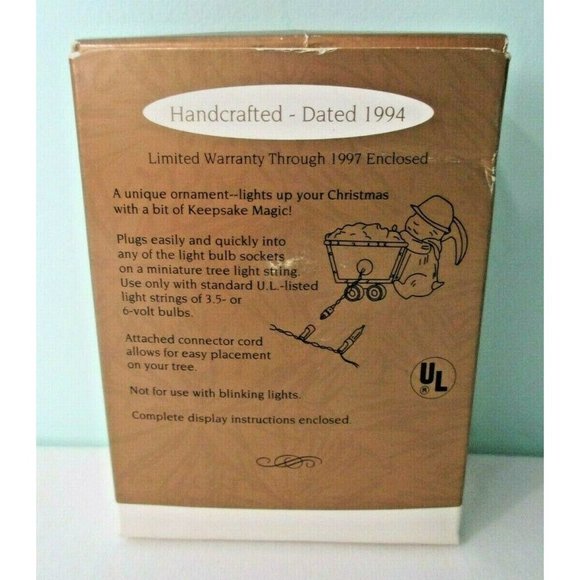 Handcrafted - Dated 1994
Limited Warranty Through 1997 Enclosed
A unique ornament--lights up your Christmas
with a bit of Keepsake Magic!
Plugs easily and quickly into
any of the light bulb sockets
on a miniature tree light string.
Use only with standard U.L.-listed
light strings of 3.5- or
6-volt bulbs.
Attached connector cord
allows for easy placement
on your tree.
Not for use with blinking lights.
Complete display instructions enclosed.
UL
®